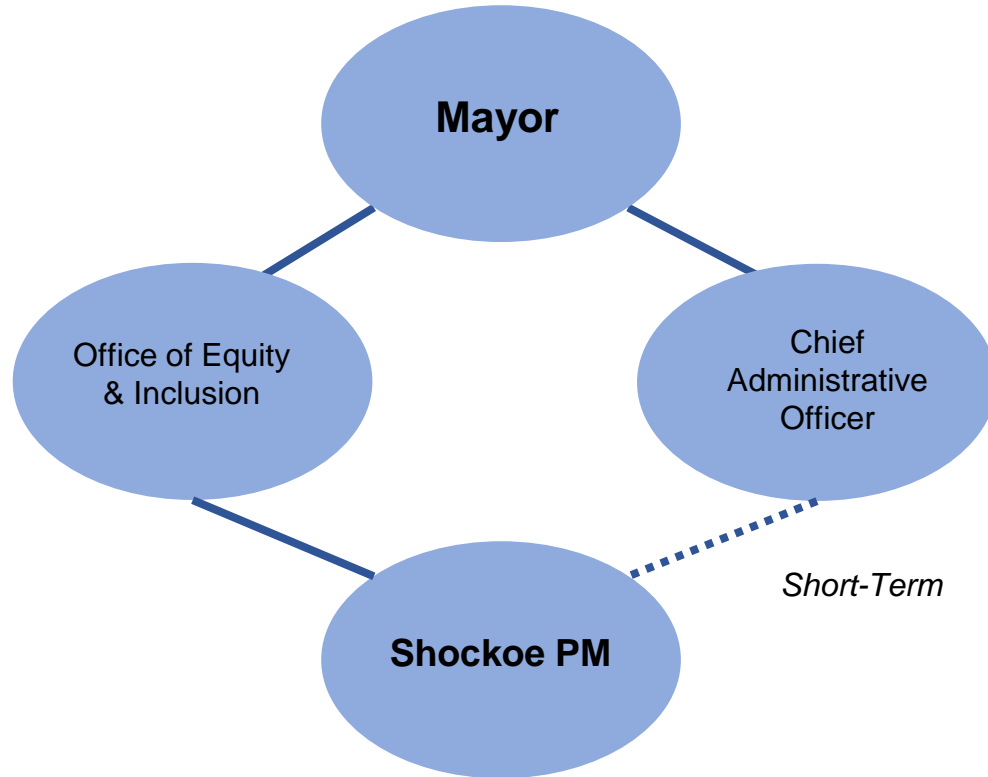 Mayor
Office of Equity
& Inclusion
Chief
Administrative
Officer
Short-Term
Shockoe PM